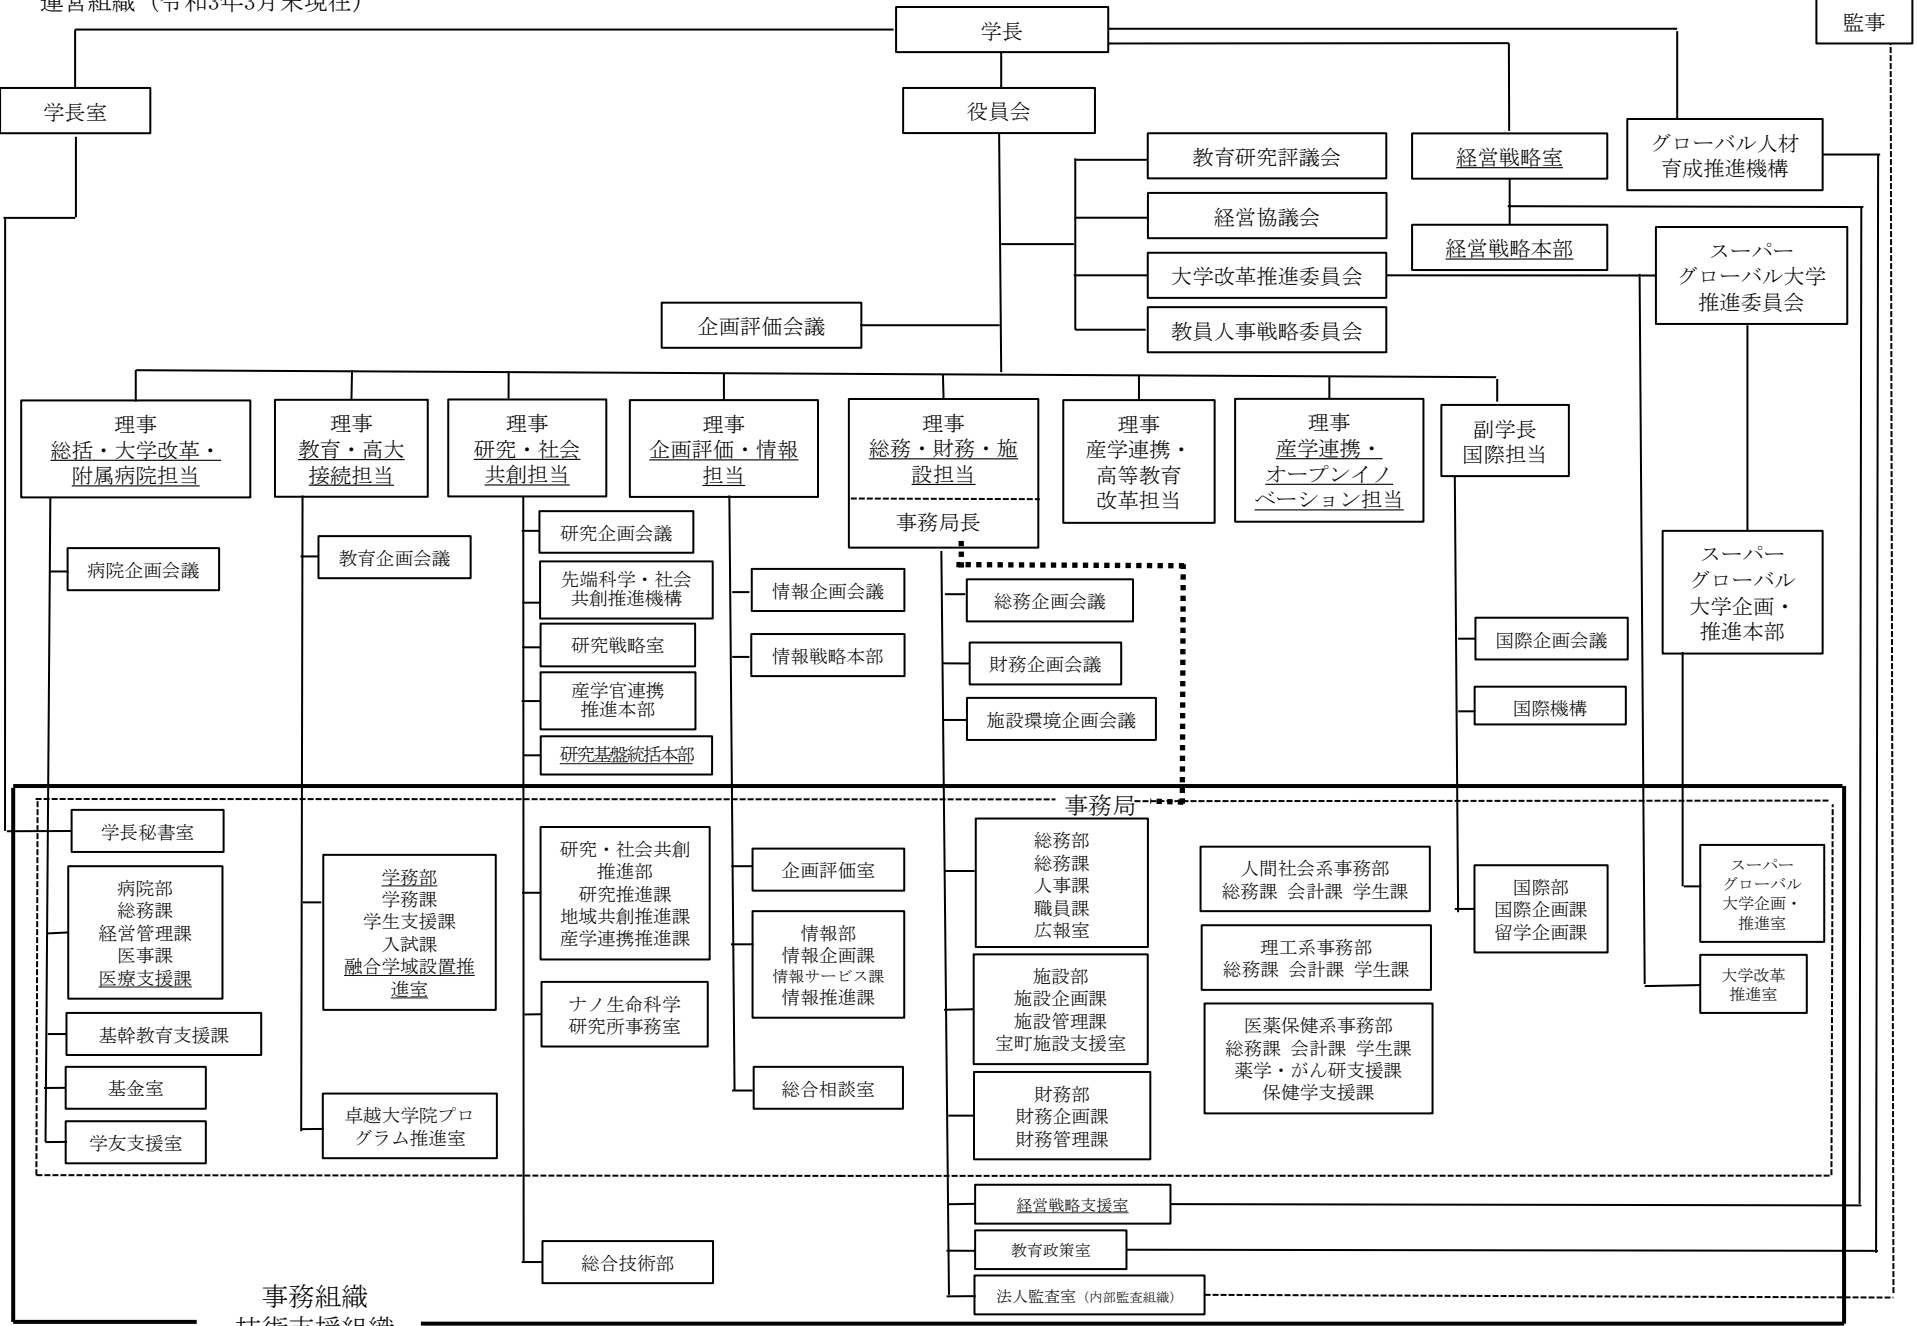 運営組織（令和3年3月末現在）
学長
監事
学長室
役員会
教育研究評議会
経営戦略室
グローバル人材
育成推進機構
経営協議会
経営戦略本部
大学改革推進委員会
スーパー
グローバル大学
推進委員会
企画評価会議
教員人事戦略委員会
理事
総括・大学改革・
附属病院担当
理事
教育・高大
接続担当
理事
研究・社会
共創担当
理事
企画評価・情報
担当
理事
総務・財務・施
設担当
事務局長
理事
産学連携・
高等教育
改革担当
理事
産学連携・
オープンイノ
ベーション担当
副学長
国際担当
病院企画会議
教育企画会議
研究企画会議
先端科学・社会
共創推進機構
研究戦略室
産学官連携
推進本部
研究基盤統括本部
情報企画会議
情報戦略本部
総務企画会議
財務企画会議
施設環境企画会議
国際企画会議
国際機構
スーパー
グローバル
大学企画・
推進本部
事務局
学長秘書室
病院部
総務課
経営管理課
医事課
医療支援課
基幹教育支援課
基金室
学友支援室
学務部
学務課
学生支援課
入試課
融合学域設置推
進室
卓越大学院プロ
グラム推進室
研究・社会共創
推進部
研究推進課
地域共創推進課
産学連携推進課
ナノ生命科学
研究所事務室
総合技術部
企画評価室
情報部
情報企画課
情報サービス課
情報推進課
総合相談室
総務部
総務課
人事課
職員課
広報室
施設部
施設企画課
施設管理課
宝町施設支援室
財務部
財務企画課
財務管理課
経営戦略支援室
教育政策室
法人監査室（内部監査組織）
人間社会系事務部
総務課 会計課 学生課
理工系事務部
総務課 会計課 学生課
医薬保健系事務部
総務課 会計課 学生課
薬学・がん研支援課
保健学支援課
国際部
国際企画課
留学企画課
スーパー
グローバル
大学企画・
推進室
大学改革
推進室
事務組織
技術支援組織